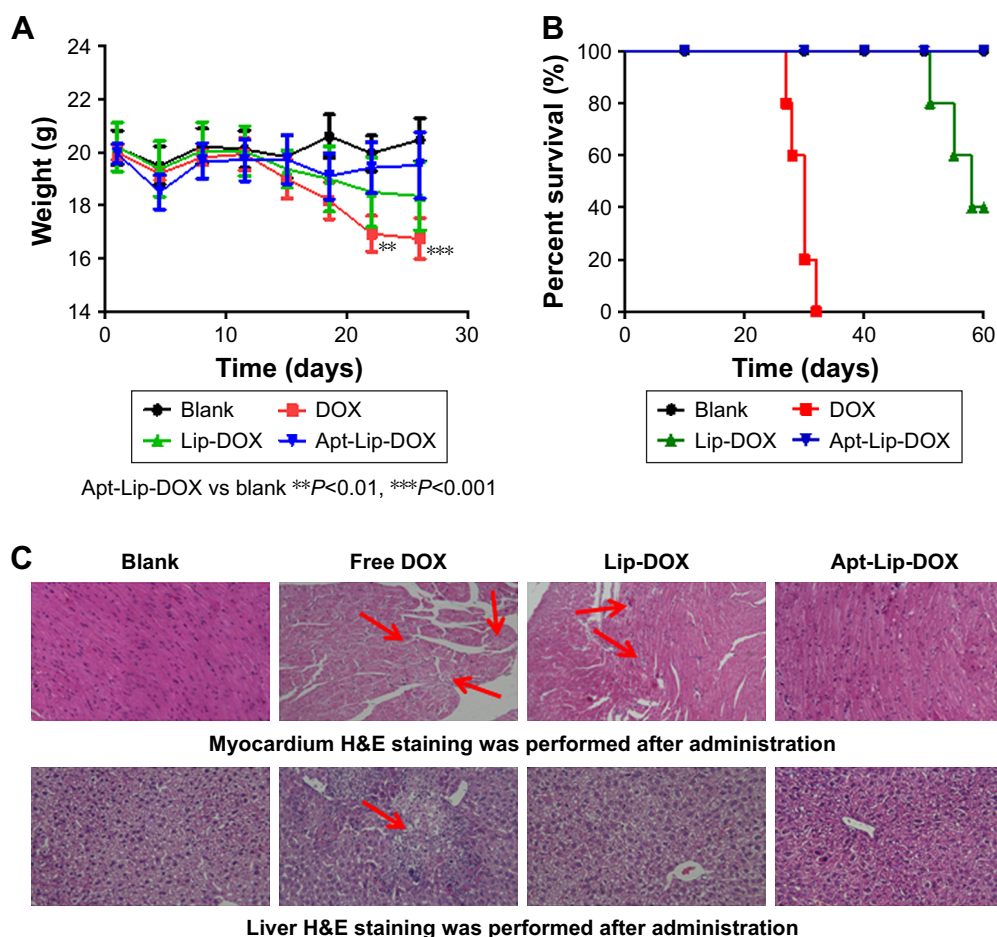 A
24
22
20
18
16
14
Weight (g)
**
***
0 10 20 30
Time (days)
Blank DOX
Lip-DOX Apt-Lip-DOX
Apt-Lip-DOX vs blank **P<0.01, ***P<0.001
B
100
80
60
40
20
0
Percent survival (%)
0 20 40 60
Time (days)
Blank DOX
Lip-DOX Apt-Lip-DOX
C
Blank Free DOX Lip-DOX Apt-Lip-DOX
Myocardium H&E staining was performed after administration
Liver H&E staining was performed after administration